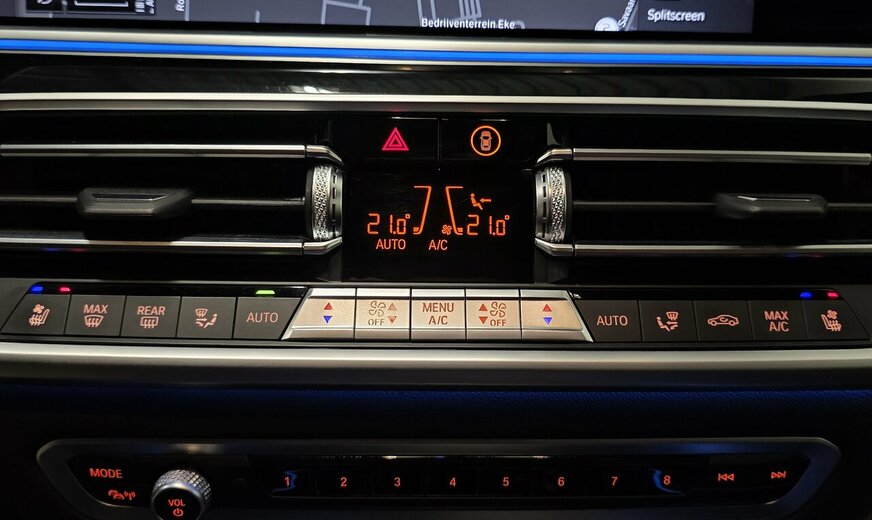 Splitscreen
Bedrijventerrein Eke
21.0° 21.0°
AUTO A/C
MAX REAR AUTO OFF MENU A/C OFF AUTO MAX A/C
MODE
VOL
1 2 3 4 5 6 7 8